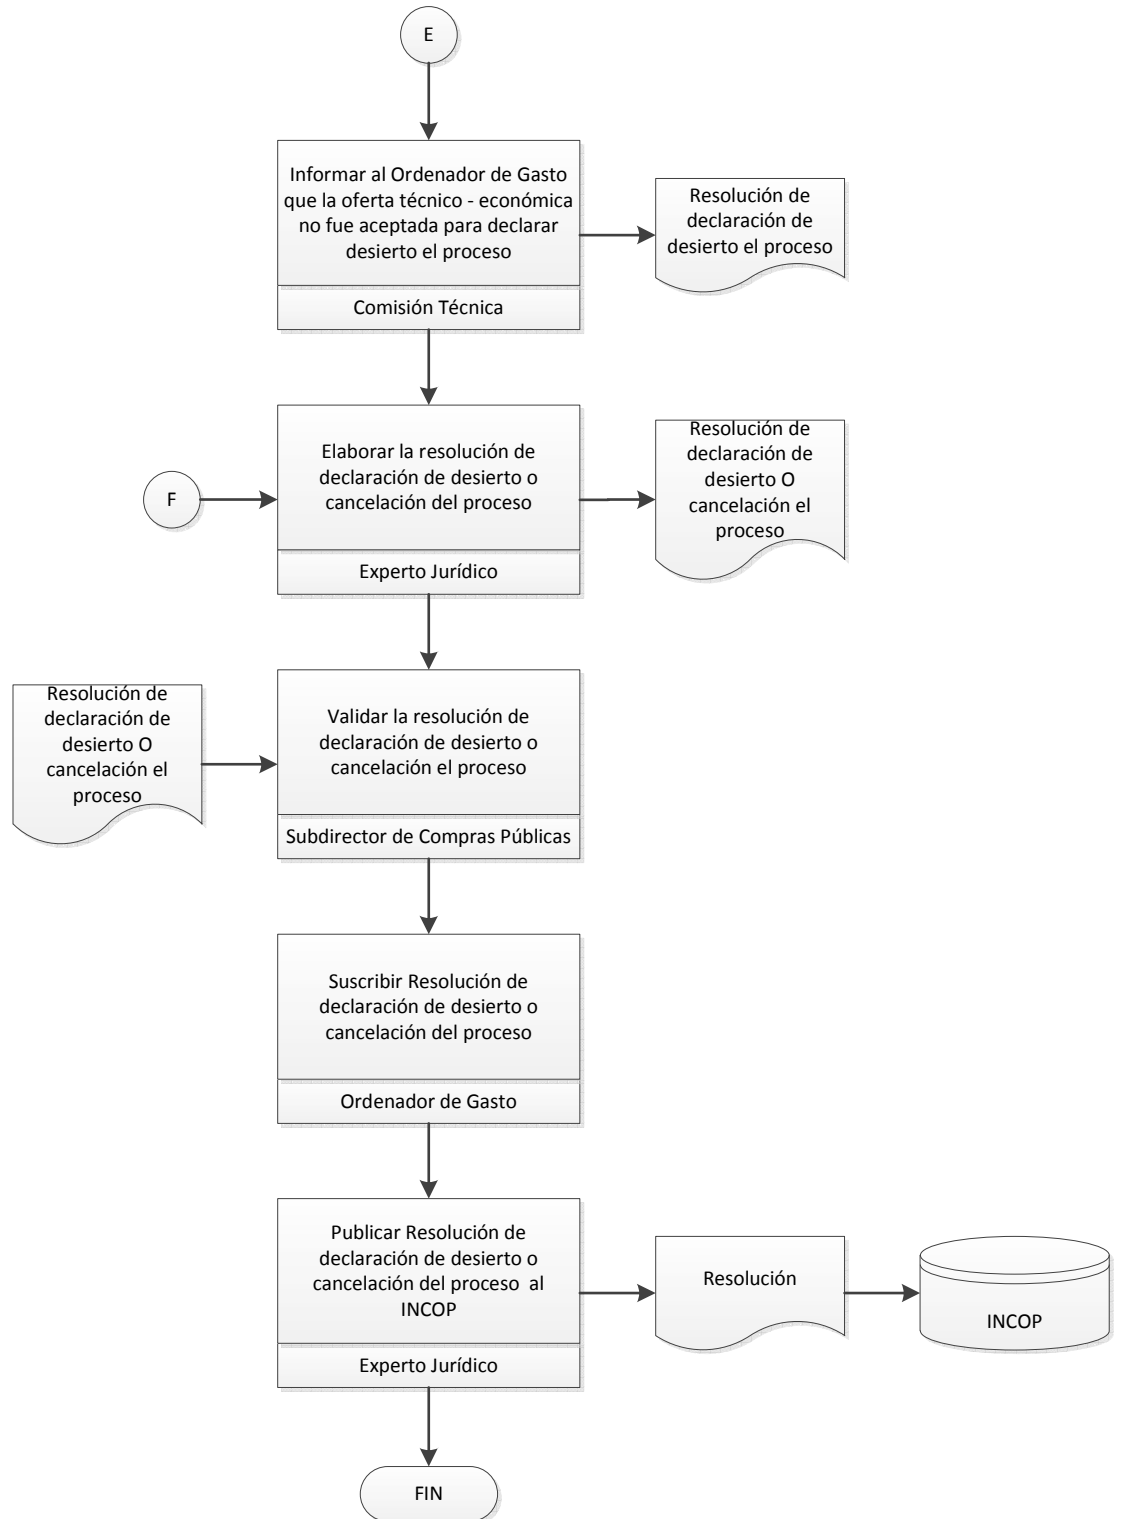 E
Informar al Ordenador de Gasto
que la oferta técnico - económica
no fue aceptada para declarar
desierto el proceso
Comisión Técnica
Resolución de
declaración de
desierto el proceso
Elaborar la resolución de
declaración de desierto o
cancelación del proceso
Experto Jurídico
F
Resolución de
declaración de
desierto O
cancelación el
proceso
Resolución de
declaración de
desierto O
cancelación el
proceso
Validar la resolución de
declaración de desierto o
cancelación el proceso
Subdirector de Compras Públicas
Suscribir Resolución de
declaración de desierto o
cancelación del proceso
Ordenador de Gasto
Publicar Resolución de
declaración de desierto o
cancelación del proceso al
INCOP
Experto Jurídico
Resolución
INCOP
FIN